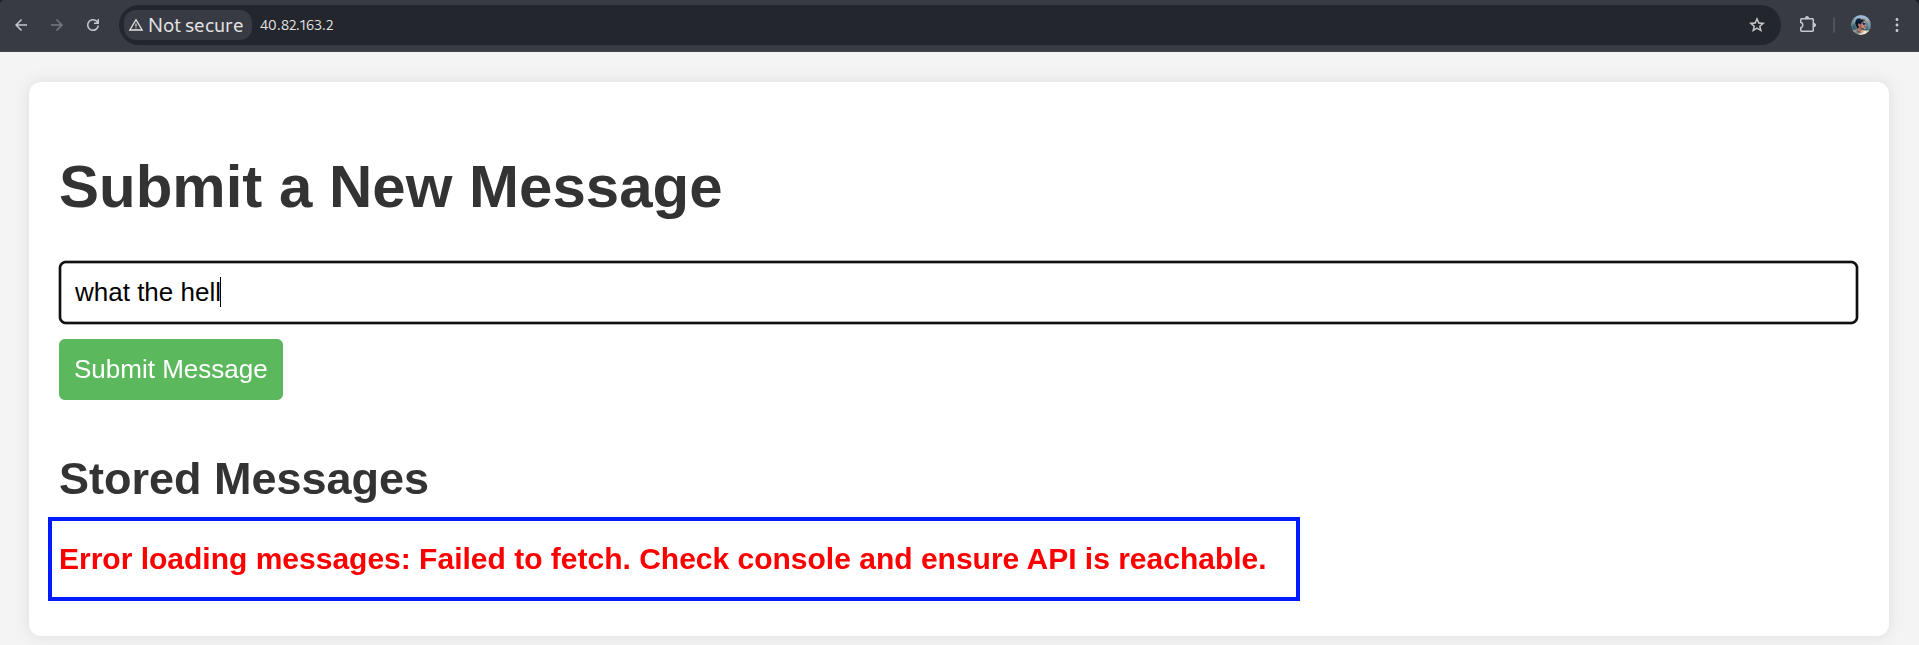 Not secure 40.82.163.2
Submit a New Message
what the hell
Submit Message
Stored Messages
Error loading messages: Failed to fetch. Check console and ensure API is reachable.